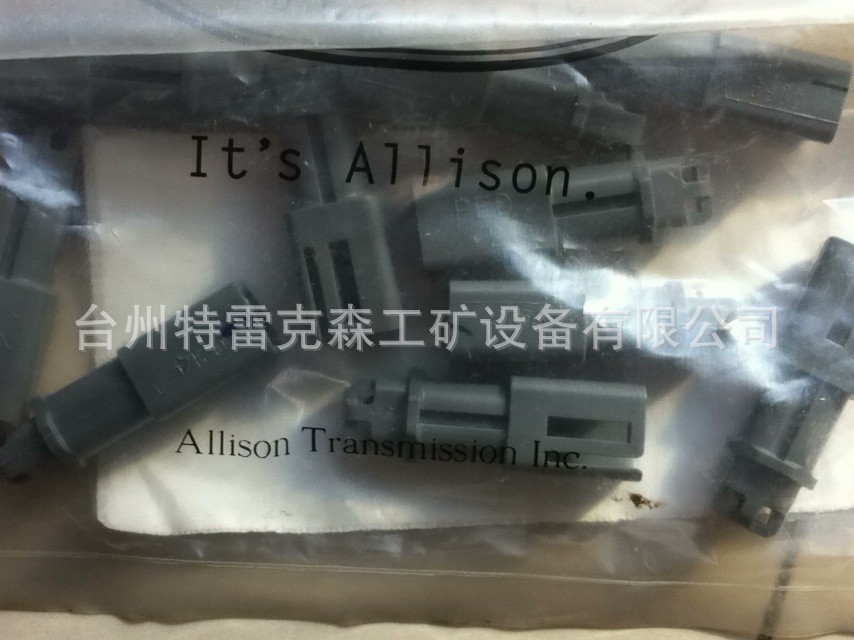 It's Allison.
台州特雷克森工矿设备有限公司
Allison Transmission Inc.